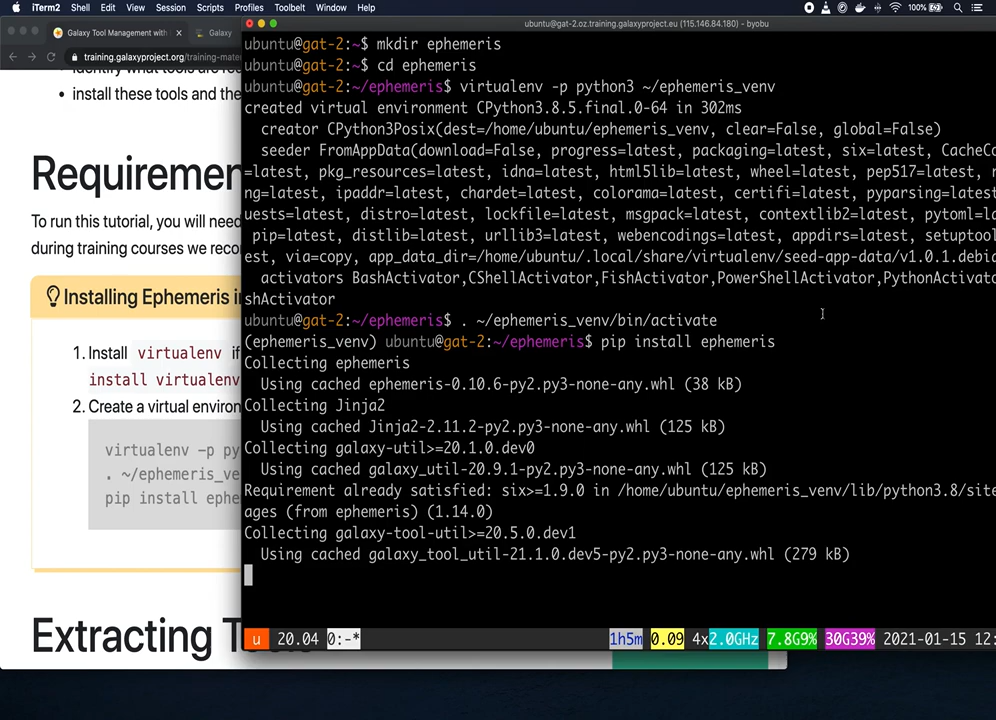 iTerm2 Shell Edit View Session Scripts Profiles Toolbelt Window Help 100%
Galaxy Tool Management with
Galaxy
training.galaxyproject.org/training-mate
identify what tools are re
install these tools and the
Requiremen
To run this tutorial, you will need
during training courses we reco
Installing Ephemeris i
1. Install virtualenv if
install virtualenv
2. Create a virtual environ
virtualenv -p py
. ~/ephemeris_ve
pip install ephe
Extracting T
ubuntu@gat-2.oz.training.galaxyproject.eu (115.146.84.180) - byobu
ubuntu@gat-2:~$ mkdir ephemeris
ubuntu@gat-2:~$ cd ephemeris
ubuntu@gat-2:~/ephemeris$ virtualenv -p python3 ~/ephemeris_venv
created virtual environment CPython3.8.5.final.0-64 in 302ms
creator CPython3Posix(dest=/home/ubuntu/ephemeris_venv, clear=False, global=False)
seeder FromAppData(download=False, progress=latest, packaging=latest, six=latest, CacheCo
=latest, pkg_resources=latest, idna=latest, html5lib=latest, wheel=latest, pep517=latest, r
ng=latest, ipaddr=latest, chardet=latest, colorama=latest, certifi=latest, pyparsing=latest
uests=latest, distro=latest, lockfile=latest, msgpack=latest, contextlib2=latest, pytoml=la
pip=latest, distlib=latest, urllib3=latest, webencodings=latest, appdirs=latest, setuptool
est, via=copy, app_data_dir=/home/ubuntu/.local/share/virtualenv/seed-app-data/v1.0.1.debia
activators BashActivator,CShellActivator,FishActivator,PowerShellActivator,PythonActivato
shActivator
ubuntu@gat-2:~/ephemeris$ . ~/ephemeris_venv/bin/activate
(ephemeris_venv) ubuntu@gat-2:~/ephemeris$ pip install ephemeris
Collecting ephemeris
Using cached ephemeris-0.10.6-py2.py3-none-any.whl (38 kB)
Collecting Jinja2
Using cached Jinja2-2.11.2-py2.py3-none-any.whl (125 kB)
Collecting galaxy-util>=20.1.0.dev0
Using cached galaxy_util-20.9.1-py2.py3-none-any.whl (125 kB)
Requirement already satisfied: six>=1.9.0 in /home/ubuntu/ephemeris_venv/lib/python3.8/site
ages (from ephemeris) (1.14.0)
Collecting galaxy-tool-util>=20.5.0.dev1
Using cached galaxy_tool_util-21.1.0.dev5-py2.py3-none-any.whl (279 kB)
u 20.04 0:-* 1h5m 0.09 4x2.0GHz 7.8G9% 30G39% 2021-01-15 12: